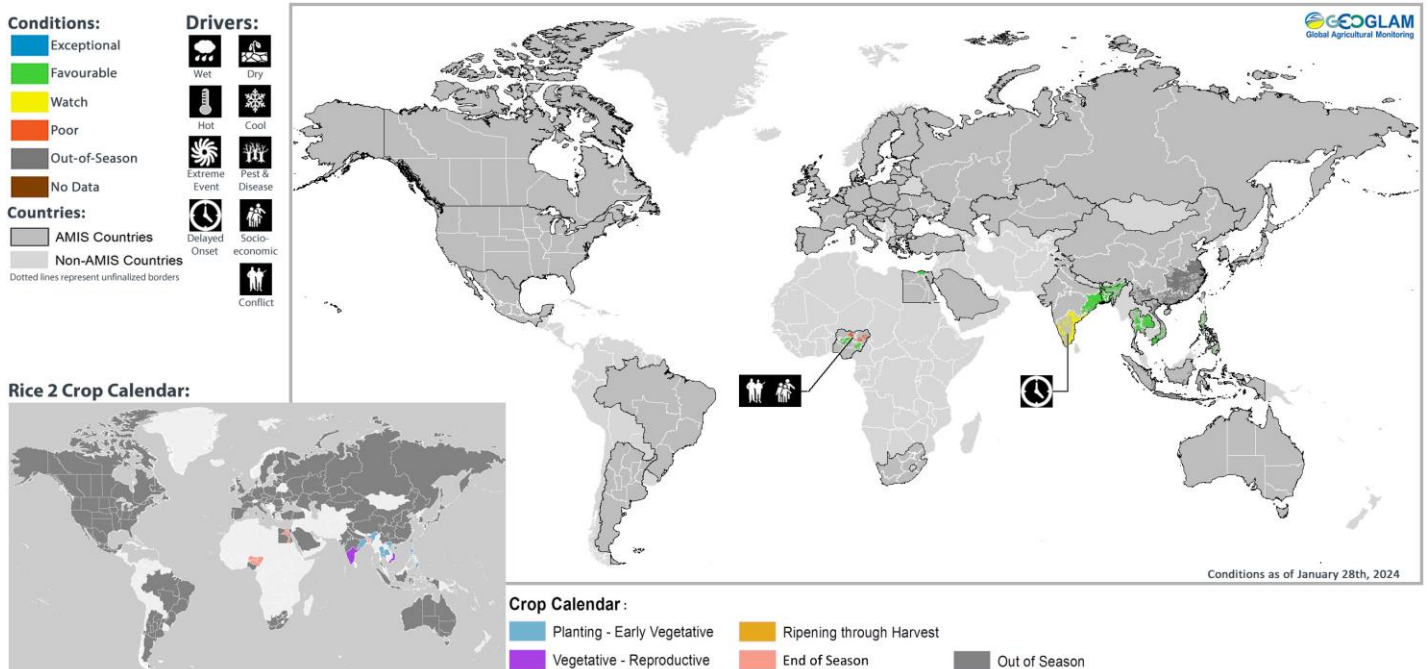 Conditions:
Exceptional
Favourable
Watch
Poor
Out-of-Season
No Data
Countries:
AMIS Countries
Non-AMIS Countries
Dotted lines represent unfinalized borders
Drivers:
Wet
Dry
Hot
Cool
Extreme
Event
Pest &
Disease
Delayed
Onset
Socio-
economic
Conflict
GEOGLAM
Global Agricultural Monitoring
Conditions as of January 28th, 2024
Rice 2 Crop Calendar:
Crop Calendar :
Planting - Early Vegetative
Ripening through Harvest
Vegetative - Reproductive
End of Season
Out of Season